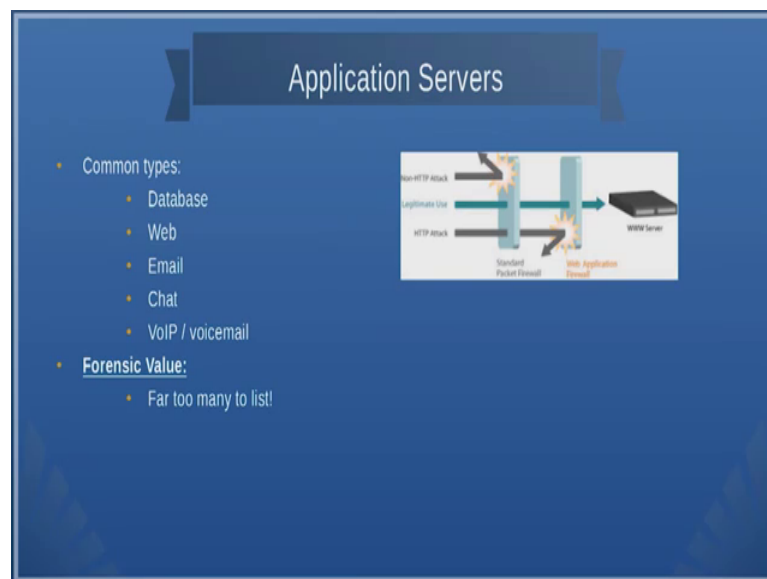 Application Servers
Common types:
Database
Web
Email
Chat
VoIP / voicemail
Forensic Value:
Far too many to list!
Non-HTTP Attack
Legitimate Use
HTTP Attack
WWW Server
Standard
Packet Firewall
Web Application
Firewall